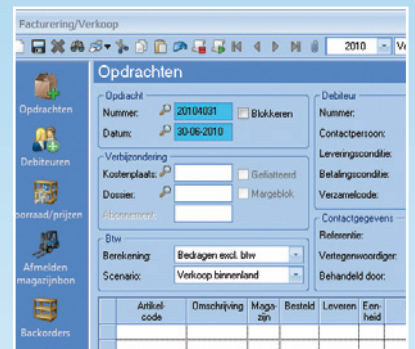 Facturering/Verkoop
2010
Opdrachten
Opdrachten
Debiteuren
oorraad/prijzen
Afmelden
magazijnbon
Backorders
Opdracht
Nummer: 20104031 Blokkeren
Datum: 30-06-2010
Verbijzondering
Kostenplaats: Gefiatteerd
Dossier: Margeblok.
Abonnement:
Btw
Berekening: Bedragen excl. btw
Scenario: Verkoop binnenland
Debiteur
Nummer:
Contactpersoon:
Leveringsconditie:
Betalingsconditie:
Verzamelcode:
Contactgegevens
Referentie:
Vertegenwoordiger:
Behandeld door:
Artikel-
code Omschrijving Maga-
zijn Besteld Leveren Een-
heid